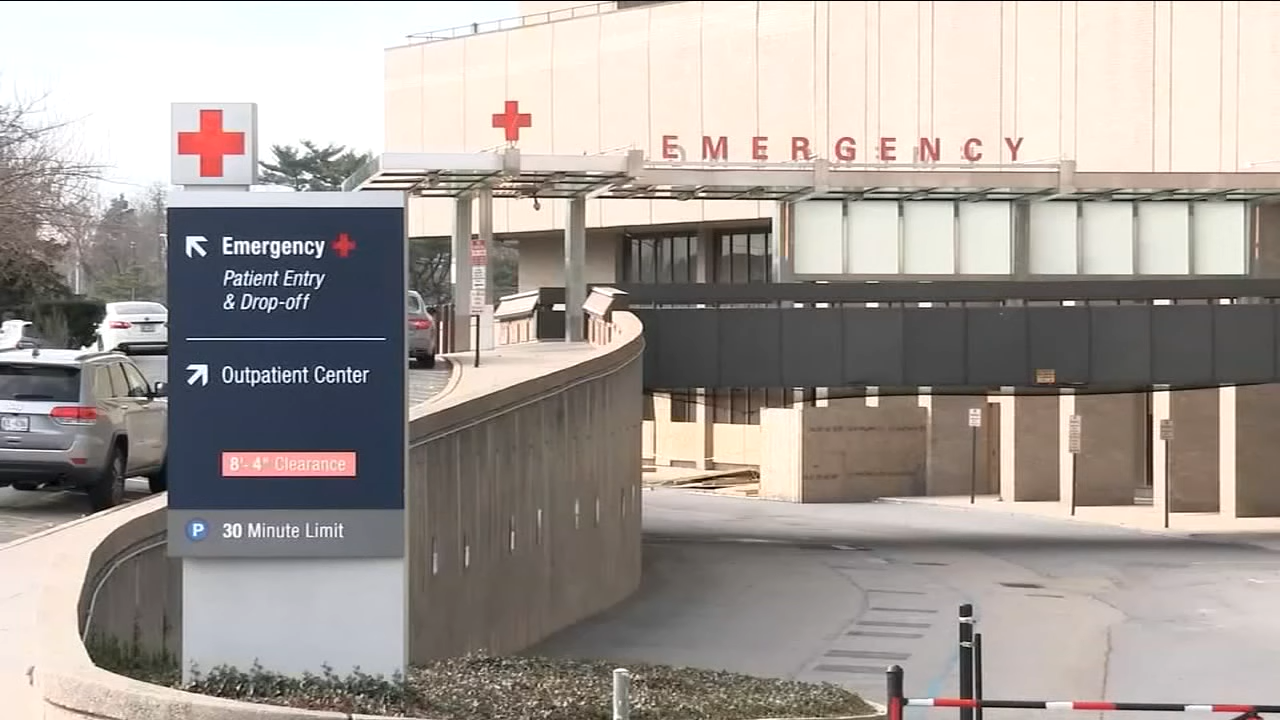 EMERGENCY
Emergency
Patient Entry
& Drop-off
Outpatient Center
8'- 4" Clearance
P 30 Minute Limit